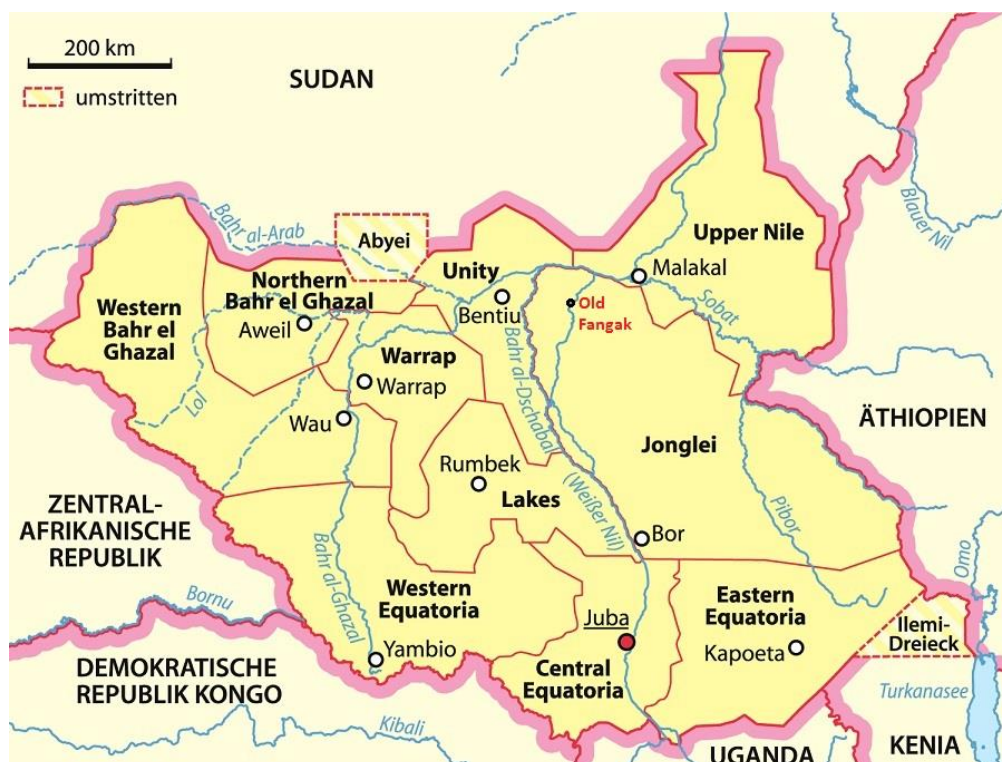 200 km
umstritten
SUDAN
Bahr al-Arab
Abyei
Blauer Nil
Upper Nile
Malakal
Unity
Bentiu
Old
Fangak
Sobat
Northern
Bahr el Ghazal
Aweil
Western
Bahr el
Ghazal
Lol
Warrap
Warrap
Wau
Bahr al-Dschabal
(Weißer Nil)
ÄTHIOPIEN
Jonglei
Rumbek
Lakes
Pibor
Bor
ZENTRAL-
AFRIKANISCHE
REPUBLIK
Bahr al-Ghazal
Western
Equatoria
Bornu
Yambio
Eastern
Equatoria
Kapoeta
Omo
Ilemi-
Dreieck
Juba
Central
Equatoria
DEMOKRATISCHE
REPUBLIK KONGO
Kibali
Turkanasee
UGANDA
KENIA